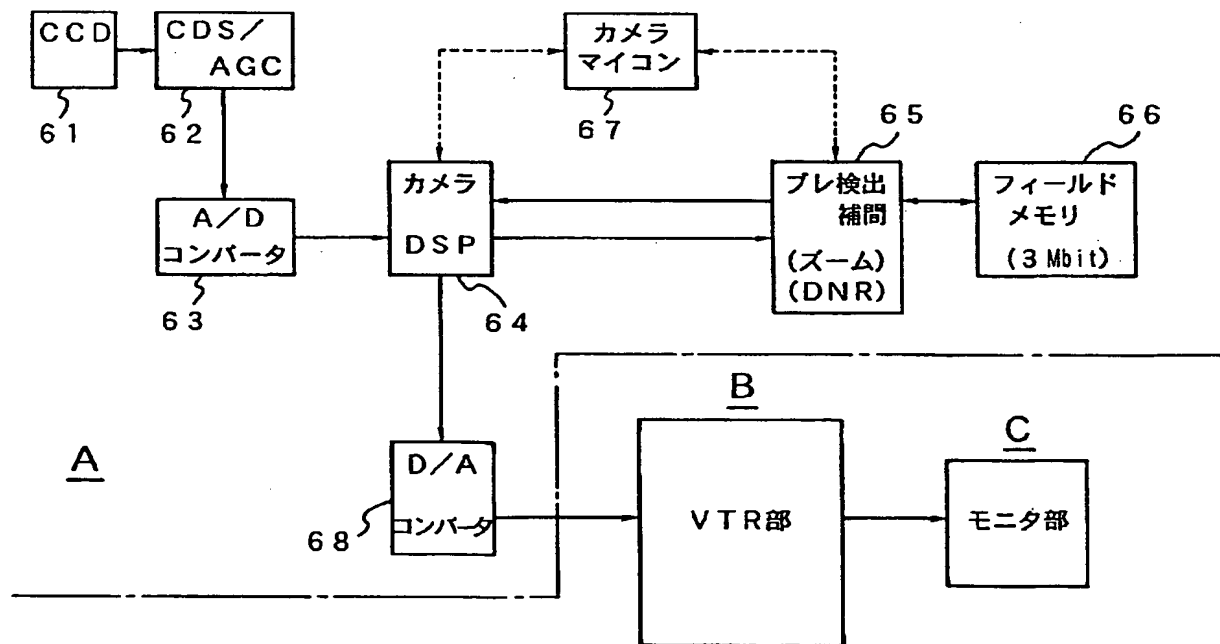 CCD
61
CDS/
AGC
62
カメラ
マイコン
67
A/D
コンバータ
63
カメラ
DSP
64
ブレ検出
補間
(ズーム)
(DNR)
65
フィールド
メモリ
(3 Mbit)
66
A
D/A
コンバータ
68
B
VTR部
C
モニタ部